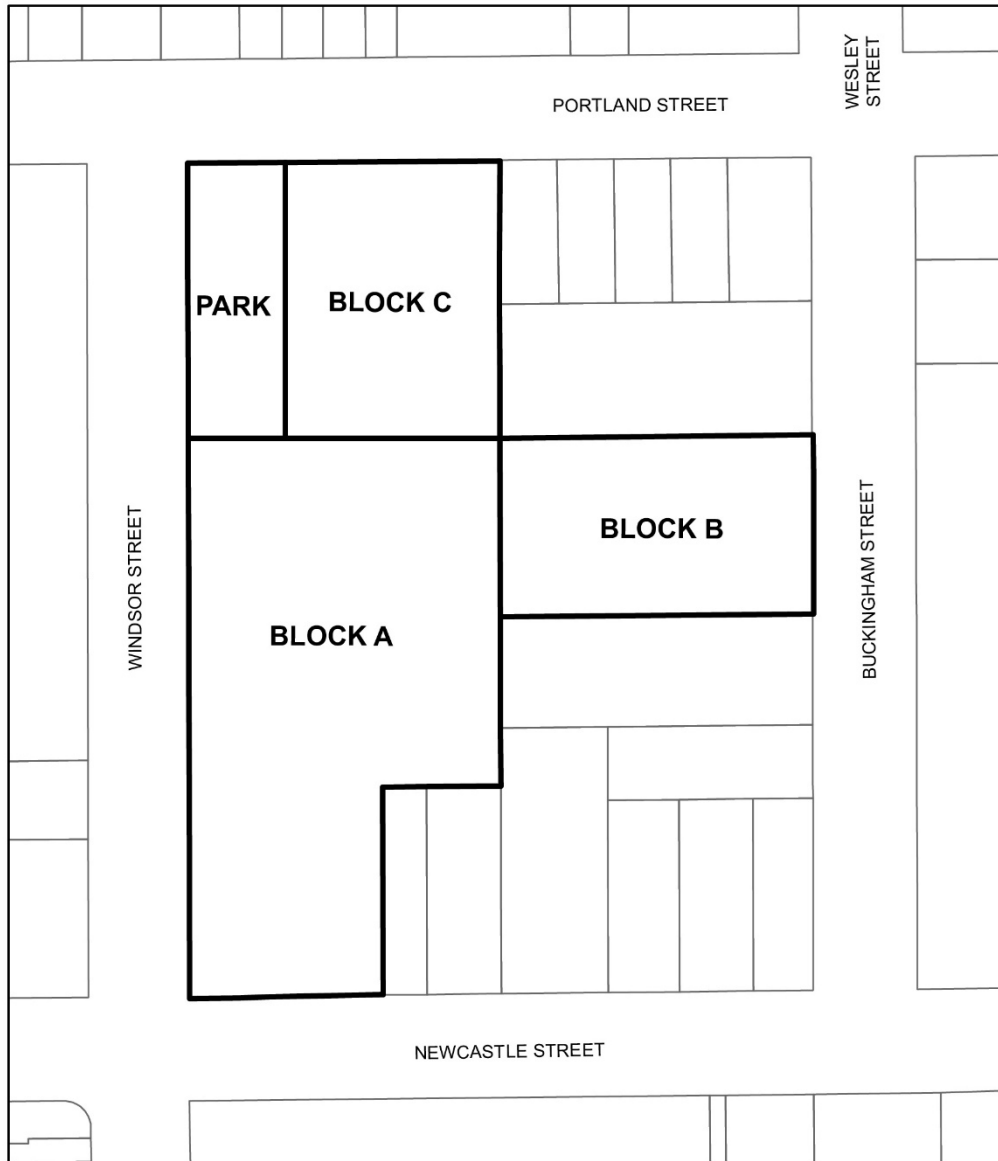 WESLEY
STREET
PORTLAND STREET
PARK
BLOCK C
WINDSOR STREET
BLOCK B
BUCKINGHAM STREET
BLOCK A
NEWCASTLE STREET